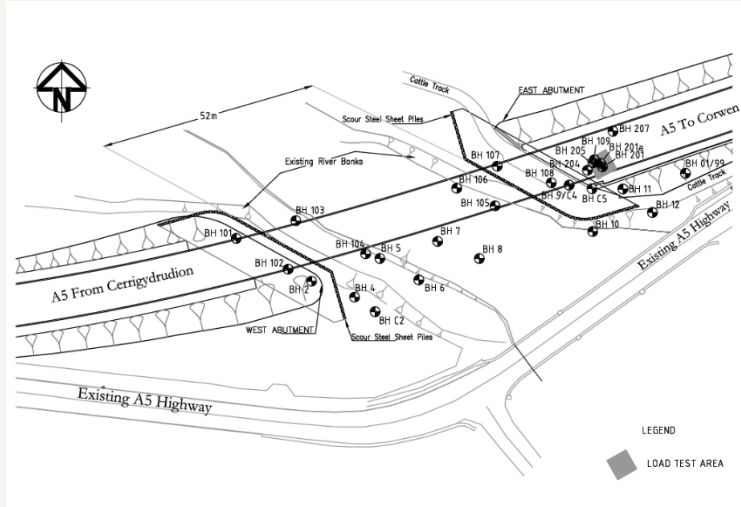 N
52m
Cattle Track
EAST ABUTMENT
Scour Steel Sheet Piles
A5 To Corwen
BH 207
BH 109
BH 205
BH 201a
BH 204
BH 201
BH 107
BH 01/99
Existing River Banks
Cattle Track
BH 108
BH 106
BH 11
BH 9/C4
BH C5
BH 105
BH 12
BH 10
BH 103
BH 101
BH 7
BH 104
BH 5
BH 8
Existing A5 Highway
BH 102
A5 From Cerrigydrudion
BH 2
BH 6
BH 4
BH C2
WEST ABUTMENT
Scour Steel Sheet Piles
Existing A5 Highway
LEGEND
LOAD TEST AREA